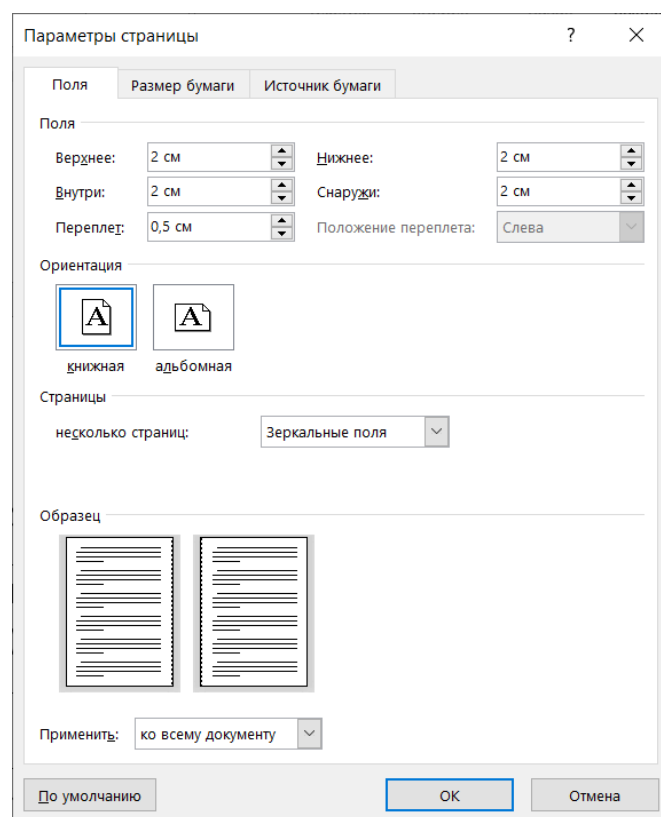 Параметры страницы ?
Поля Размер бумаги Источник бумаги
Поля
Верхнее: 2 см Нижнее: 2 см
Внутри: 2 см Снаружи: 2 см
Переплет: 0,5 см Положение переплета: Слева
Ориентация
A A
книжная альбомная
Страницы
несколько страниц: Зеркальные поля
Образец
Применить: ко всему документу
По умолчанию ОК Отмена